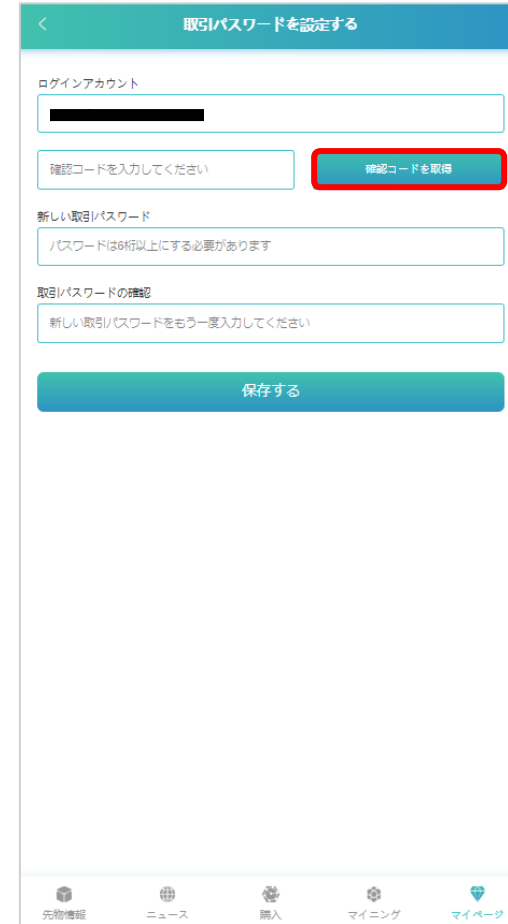 取引パスワードを設定する
ログインアカウント
確認コードを入力してください
確認コードを取得
新しい取引パスワード
パスワードは6桁以上にする必要があります
取引パスワードの確認
新しい取引パスワードをもう一度入力してください
保存する
先物情報
ニュース
購入
マイニング
マイページ